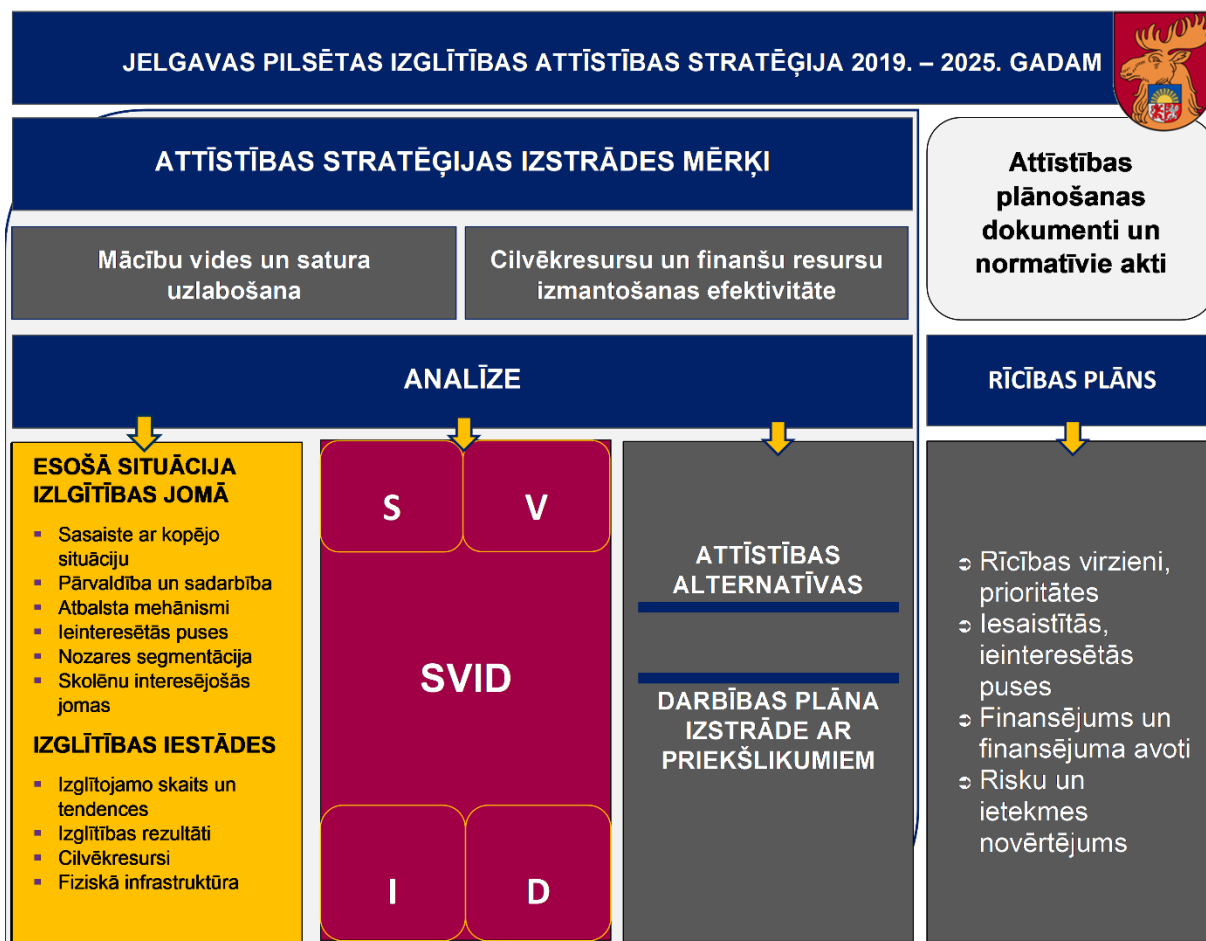 JELGAVAS PILSĒTAS IZGLĪTĪBAS ATTĪSTĪBAS STRATĒĢIJA 2019. – 2025. GADAM
ATTĪSTĪBAS STRATĒĢIJAS IZSTRĀDES MĒRĶI
Mācību vides un satura
uzlabošana
Cilvēkresursu un finanšu resursu
izmantošanas efektivitāte
Attīstības
plānošanas
dokumenti un
normatīvie akti
ANALĪZE
RĪCĪBAS PLĀNS
ESOŠĀ SITUĀCIJA
IZLGĪTĪBAS JOMĀ
▪ Sasaiste ar kopējo
situāciju
▪ Pārvaldība un sadarbība
▪ Atbalsta mehānismi
▪ Ieinteresētās puses
▪ Nozares segmentācija
▪ Skolēnu interesējošās
jomas
IZGLĪTĪBAS IESTĀDES
▪ Izglītojamo skaits un
tendences
▪ Izglītības rezultāti
▪ Cilvēkresursi
▪ Fiziskā infrastruktūra
S V
SVID
I D
ATTĪSTĪBAS
ALTERNATĪVAS
DARBĪBAS PLĀNA
IZSTRĀDE AR
PRIEKŠLIKUMIEM
➲ Rīcības virzieni,
prioritātes
➲ Iesaistītās,
ieinteresētās
puses
➲ Finansējums un
finansējuma avoti
➲ Risku un
ietekmes
novērtējums